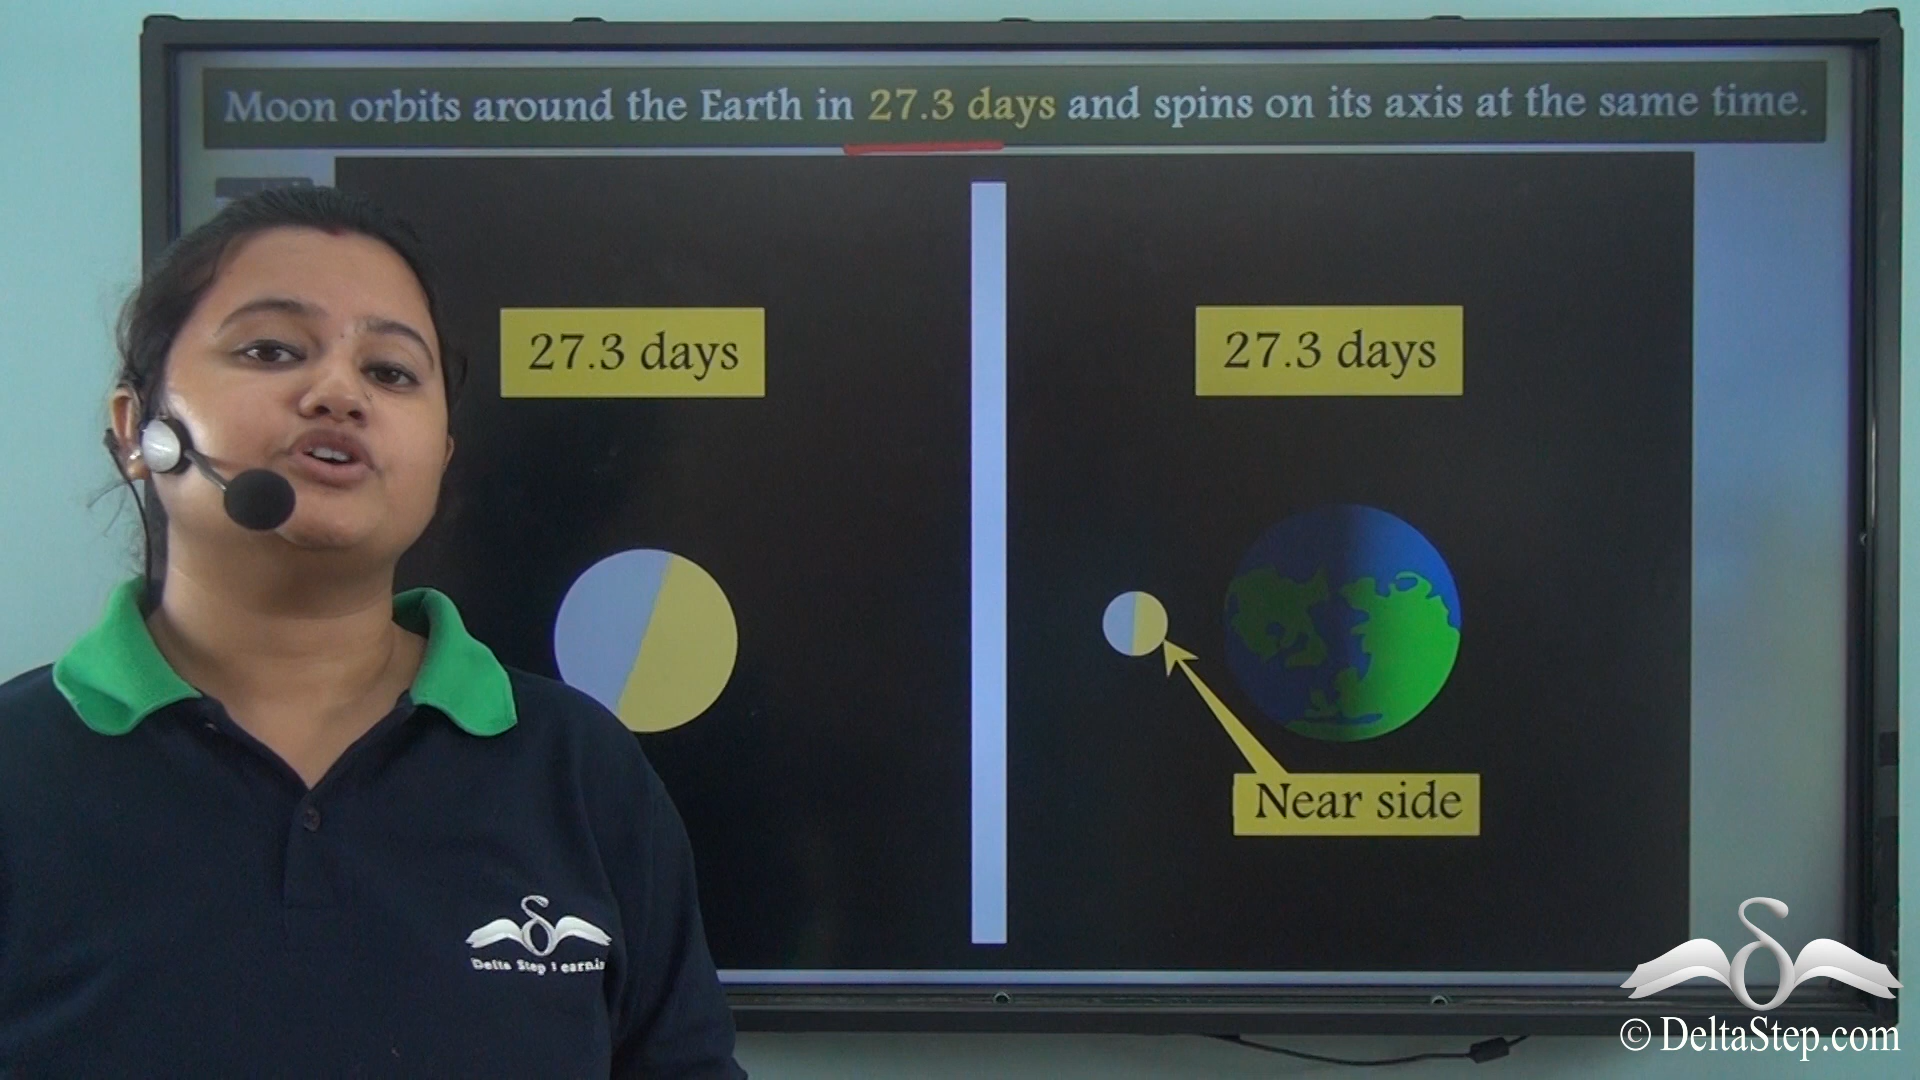 Moon orbits around the Earth in 27.3 days and spins on its axis at the same time.
27.3 days
27.3 days
Near side
Delta Step
© DeltaStep.com